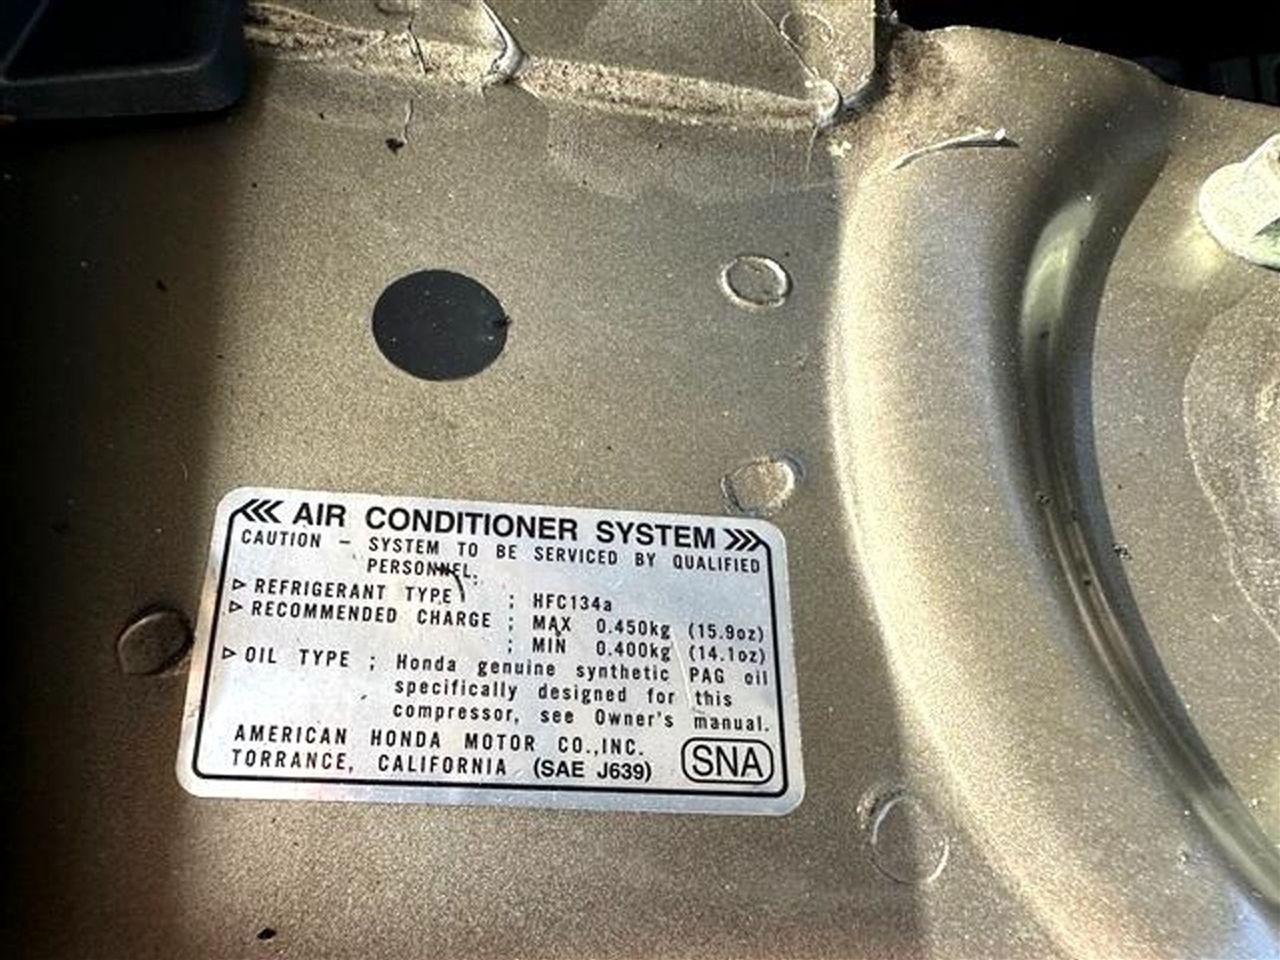 AIR CONDITIONER SYSTEM
CAUTION – SYSTEM TO BE SERVICED BY QUALIFIED
PERSONNEL.
▷ REFRIGERANT TYPE ; HFC134a
▷ RECOMMENDED CHARGE ; MAX 0.450kg (15.9oz)
; MIN 0.400kg (14.1oz)
▷ OIL TYPE ; Honda genuine synthetic PAG oil
specifically designed for this
compressor, see Owner's manual.
AMERICAN HONDA MOTOR CO.,INC.
TORRANCE, CALIFORNIA (SAE J639) SNA